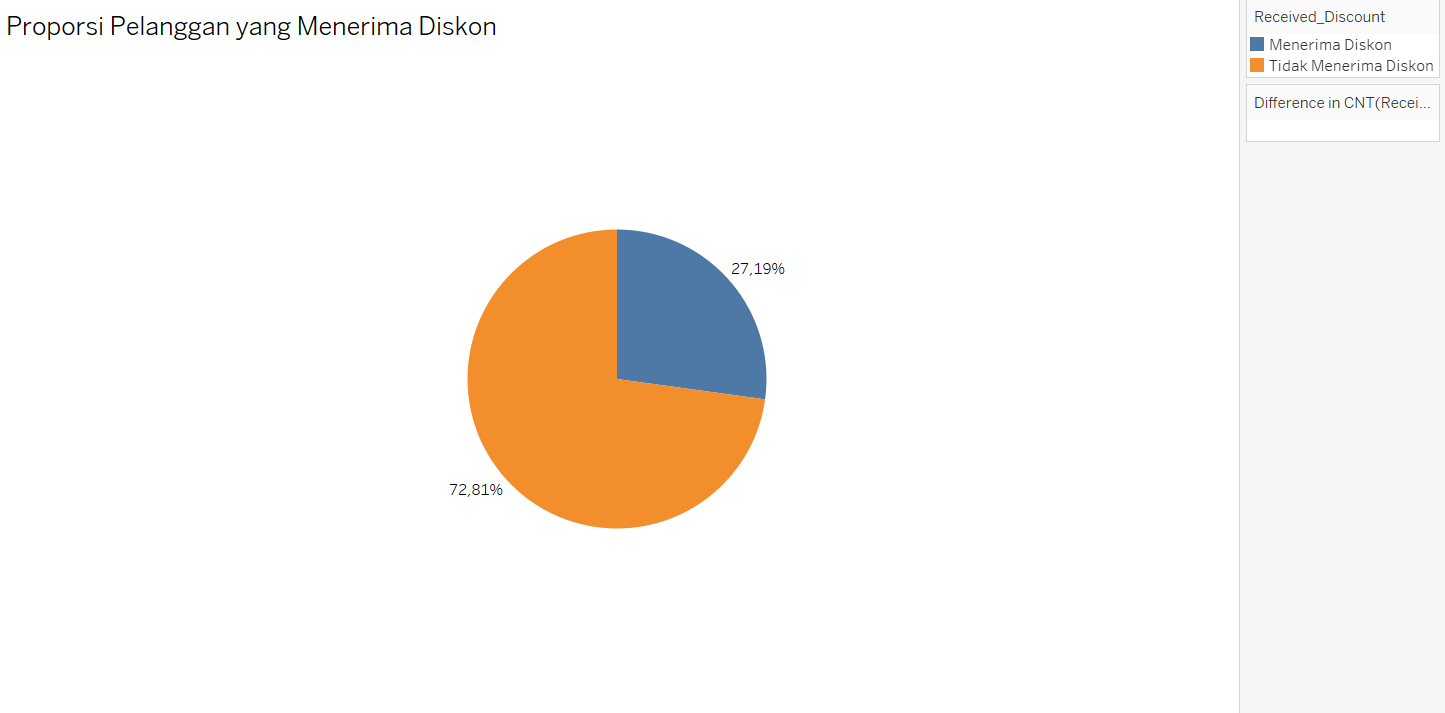 Proporsi Pelanggan yang Menerima Diskon
27,19%
72,81%
Received_Discount
Menerima Diskon
Tidak Menerima Diskon
Difference in CNT(Recei...